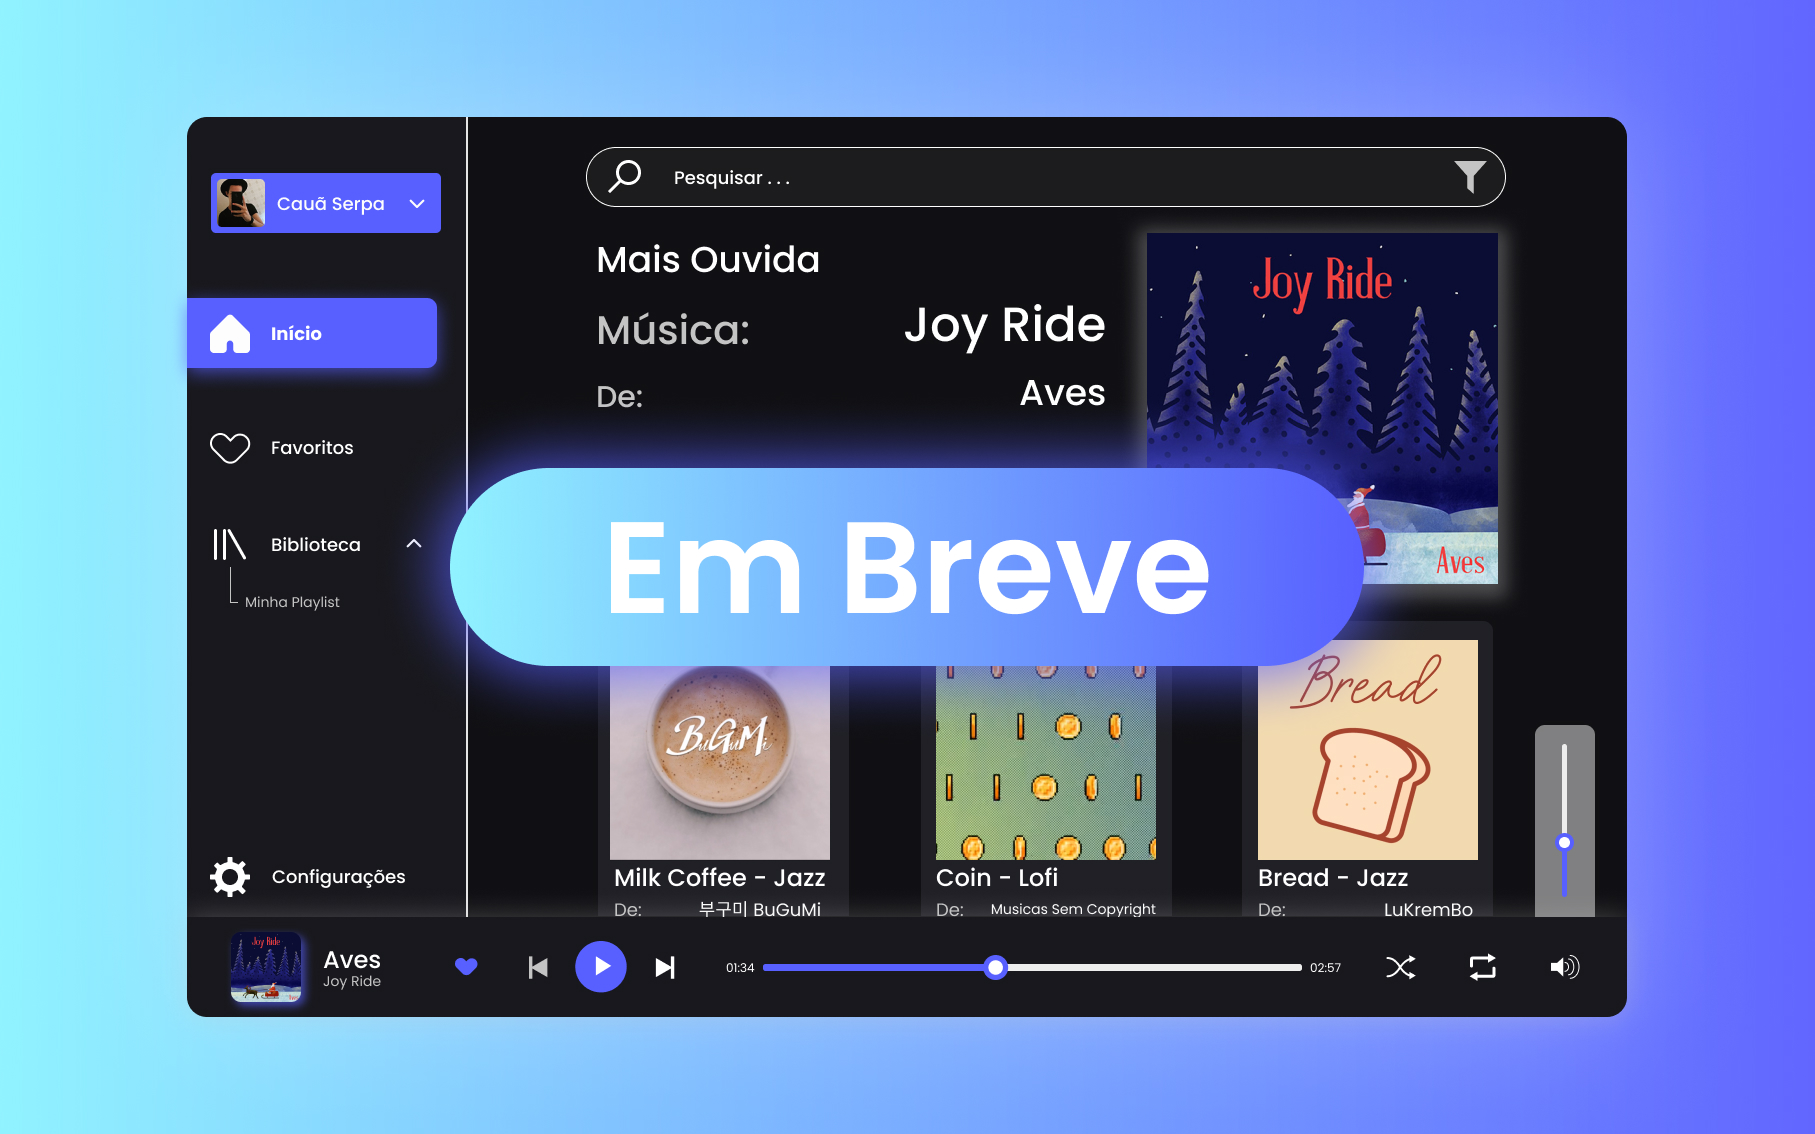 Cauã Serpa
Início
Favoritos
Biblioteca
Minha Playlist
Configurações
Pesquisar . . .
Mais Ouvida
Música: Joy Ride
De: Aves
Joy Ride
Aves
Em Breve
BuGuMi
Bread
Milk Coffee - Jazz
De: 부구미 BuGuMi
Coin - Lofi
De: Musicas Sem Copyright
Bread - Jazz
De: LuKremBo
Joy Ride
Aves
Aves
Joy Ride
01:34
02:57